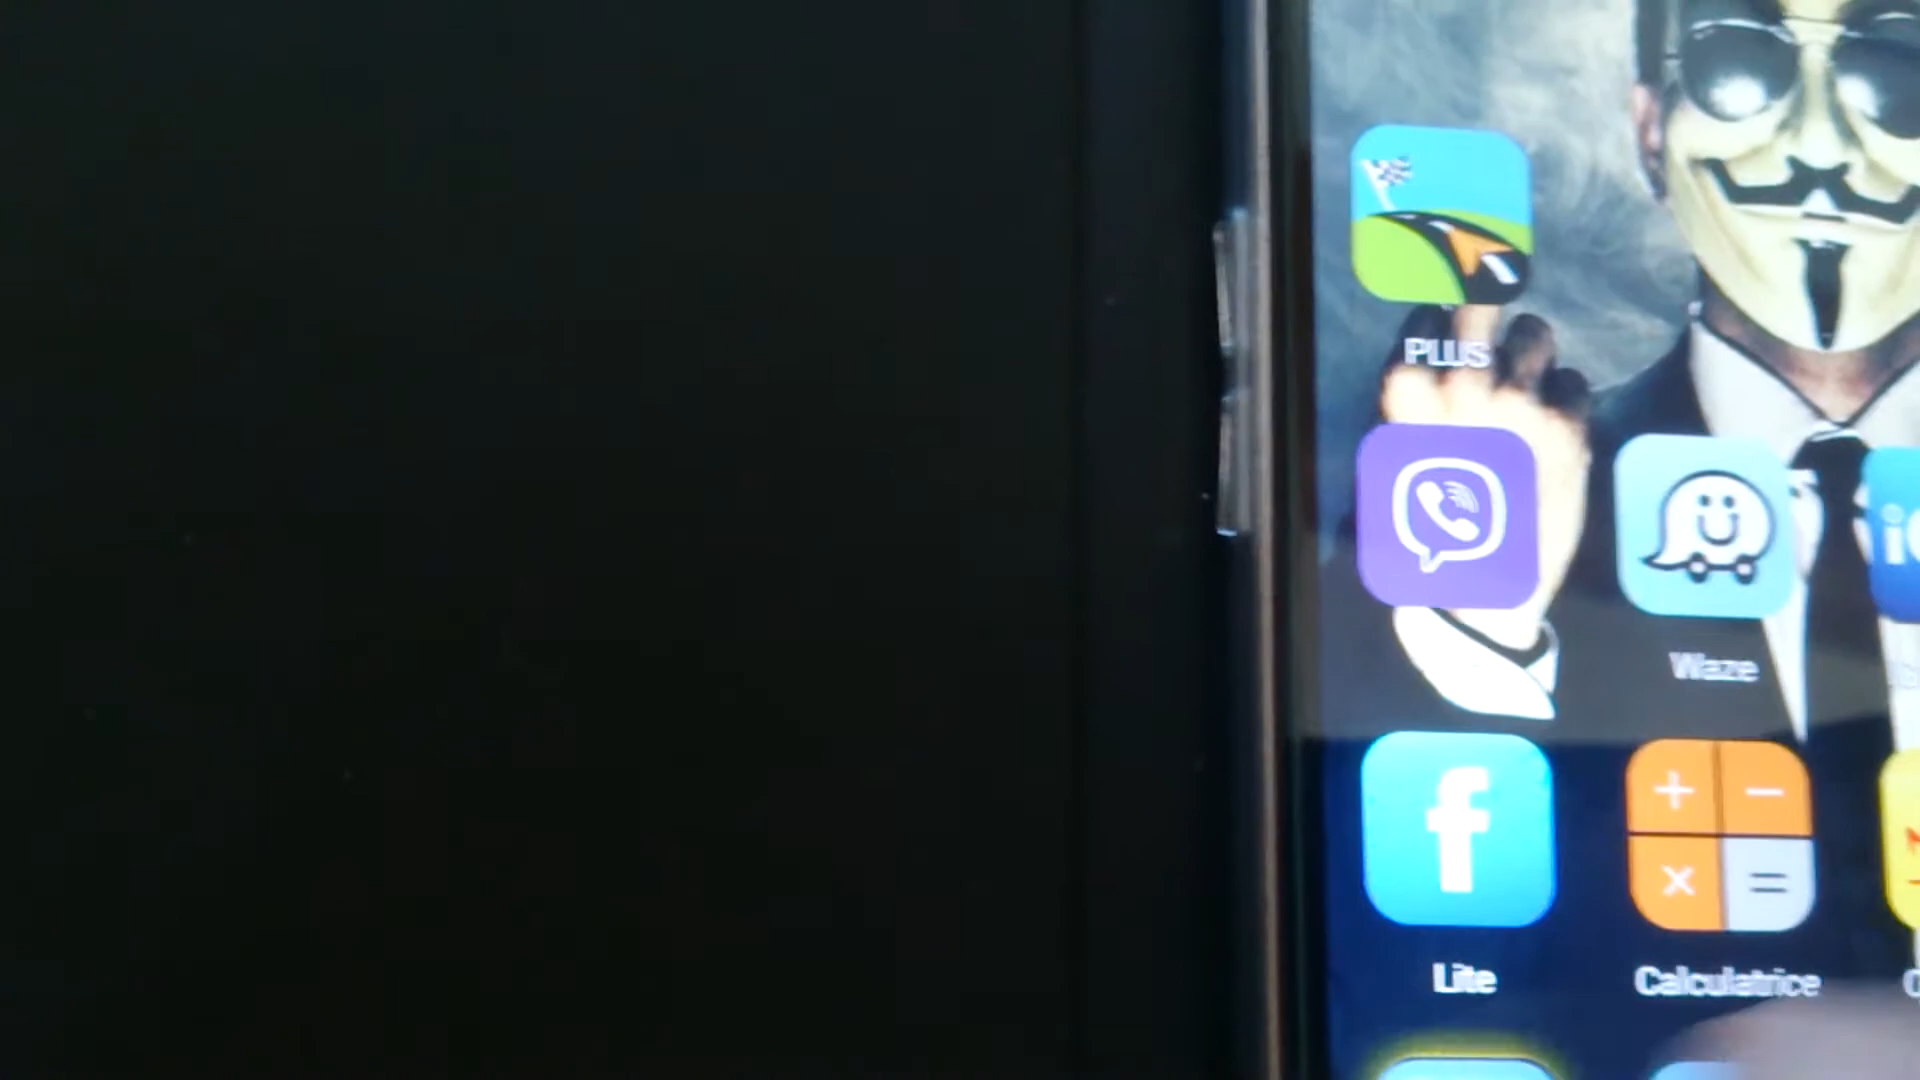 PLUS
Waze
f
+ −
× =
Lite
Calculatrice